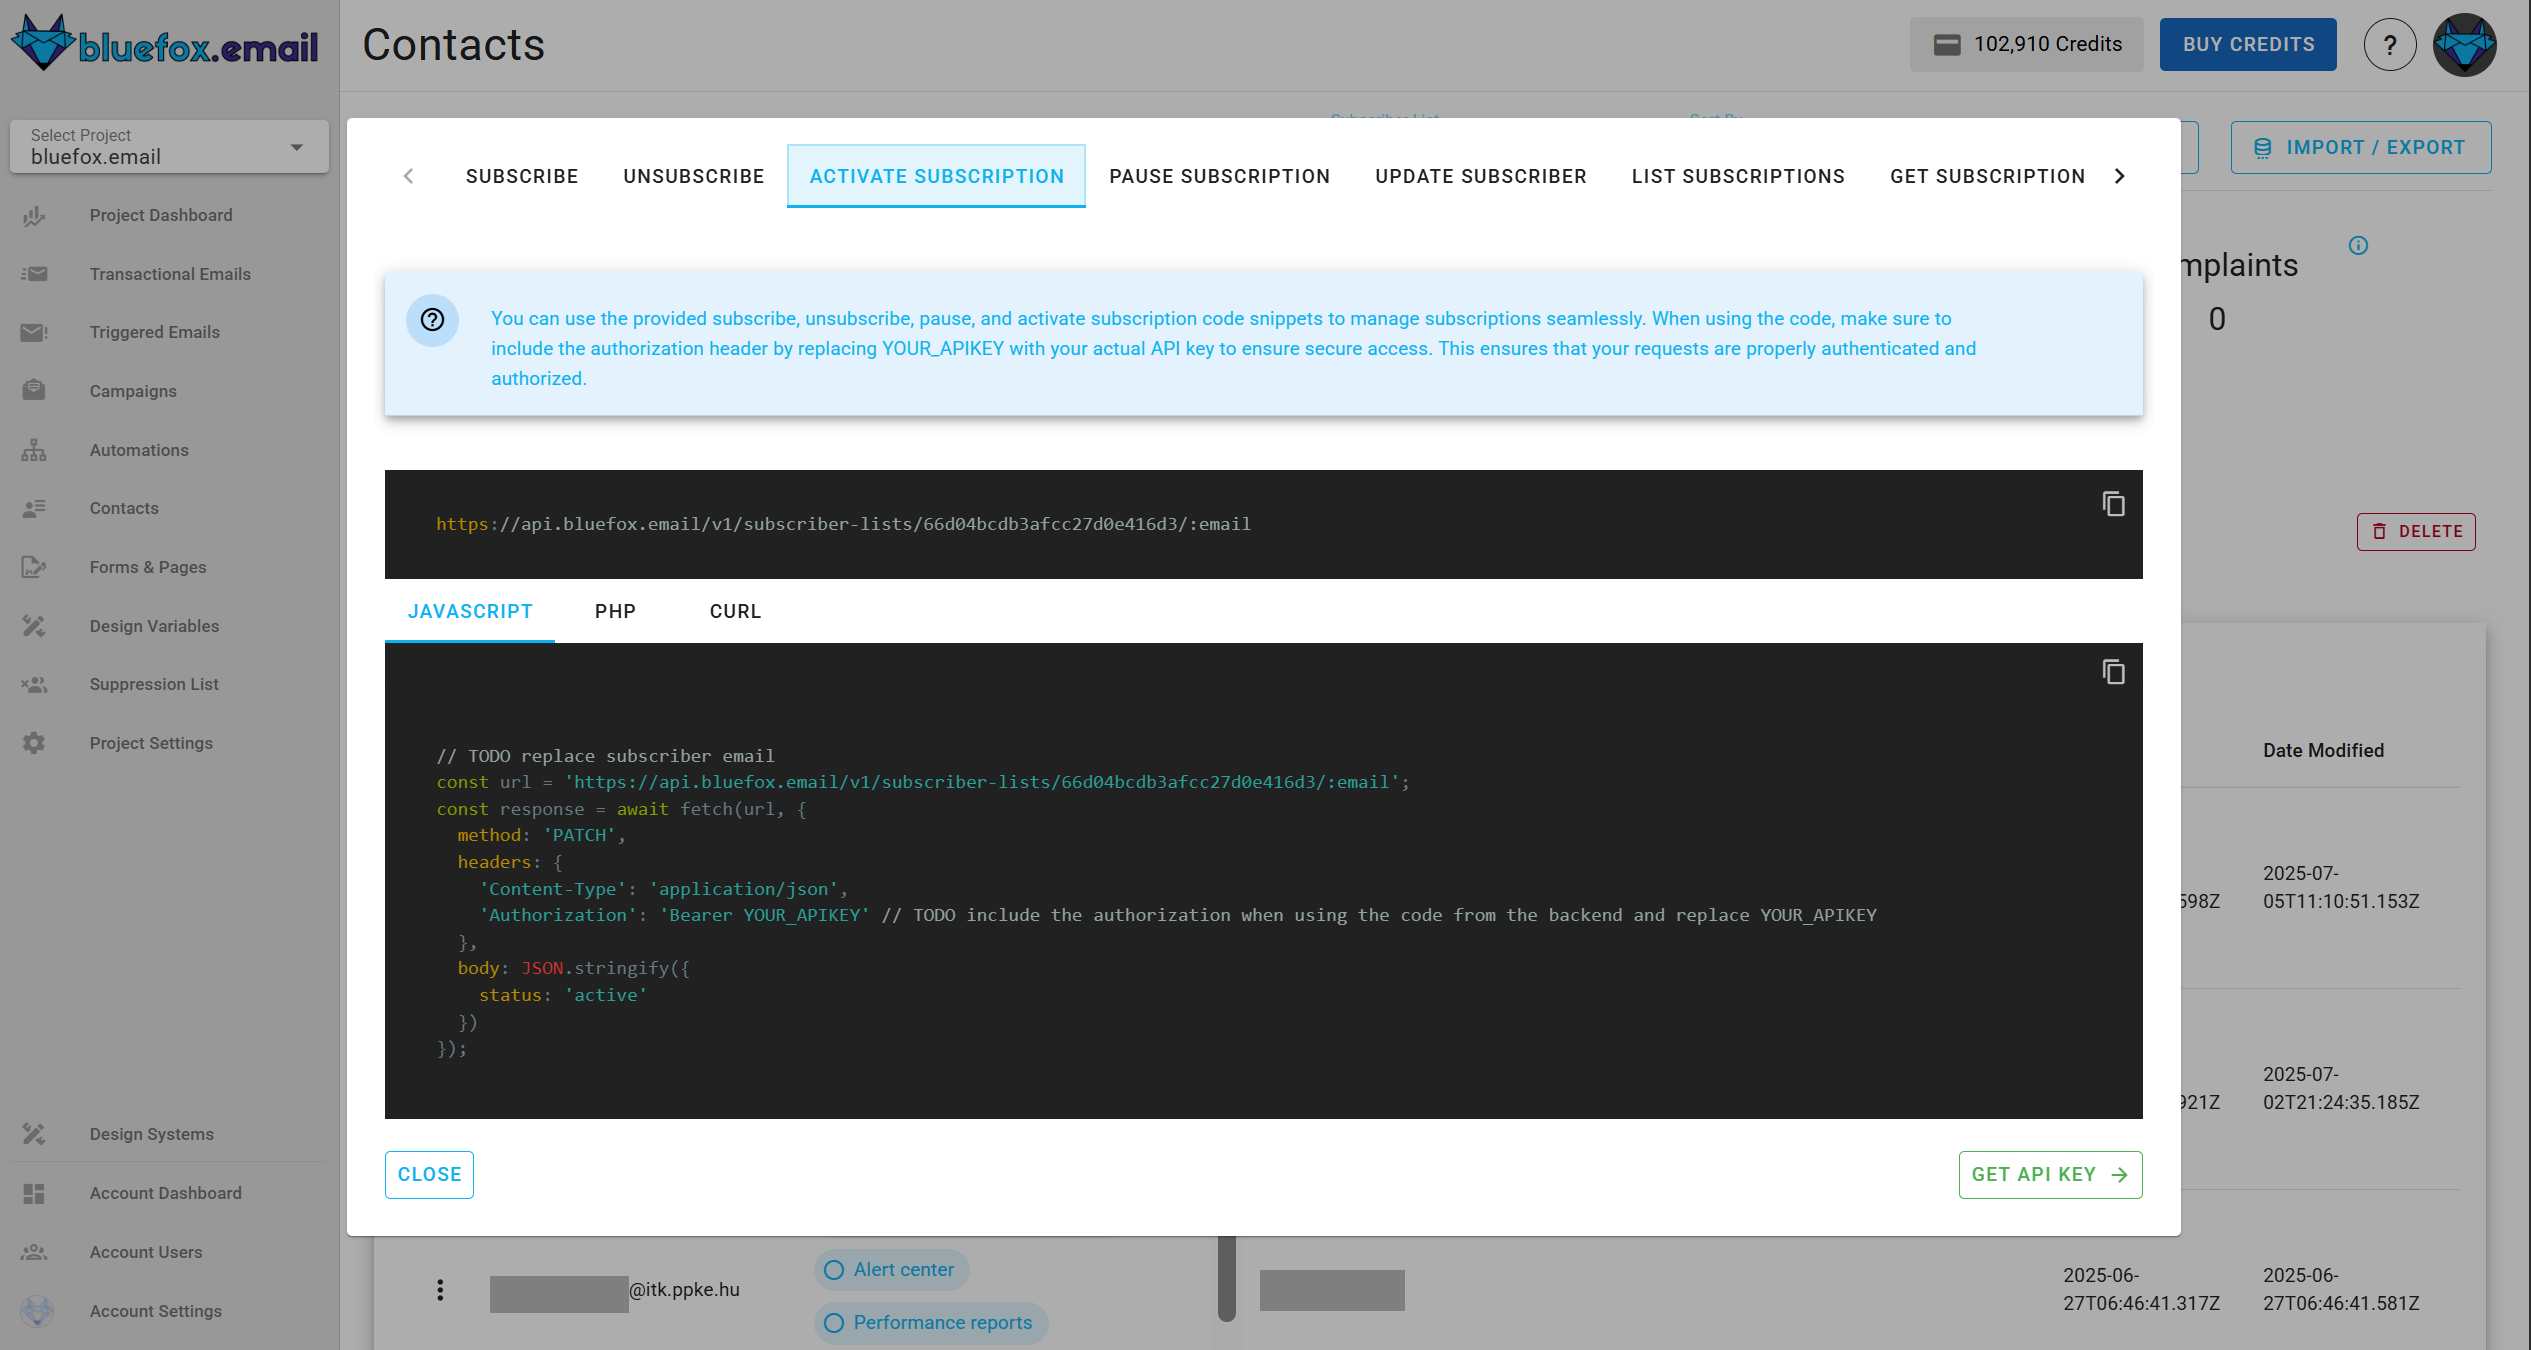 bluefox.email
Contacts
102,910 Credits
BUY CREDITS
?
Select Project
bluefox.email
Project Dashboard
Transactional Emails
Triggered Emails
Campaigns
Automations
Contacts
Forms & Pages
Design Variables
Suppression List
Project Settings
Design Systems
Account Dashboard
Account Users
Account Settings
IMPORT / EXPORT
SUBSCRIBE
UNSUBSCRIBE
ACTIVATE SUBSCRIPTION
PAUSE SUBSCRIPTION
UPDATE SUBSCRIBER
LIST SUBSCRIPTIONS
GET SUBSCRIPTION
You can use the provided subscribe, unsubscribe, pause, and activate subscription code snippets to manage subscriptions seamlessly. When using the code, make sure to
include the authorization header by replacing YOUR_APIKEY with your actual API key to ensure secure access. This ensures that your requests are properly authenticated and
authorized.
mplaints
0
https://api.bluefox.email/v1/subscriber-lists/66d04bcdb3afcc27d0e416d3/:email
DELETE
JAVASCRIPT
PHP
CURL
// TODO replace subscriber email
const url = 'https://api.bluefox.email/v1/subscriber-lists/66d04bcdb3afcc27d0e416d3/:email';
const response = await fetch(url, {
method: 'PATCH',
headers: {
'Content-Type': 'application/json',
'Authorization': 'Bearer YOUR_APIKEY' // TODO include the authorization when using the code from the backend and replace YOUR_APIKEY
},
body: JSON.stringify({
status: 'active'
})
});
CLOSE
GET API KEY
Date Modified
598Z
2025-07-
05T11:10:51.153Z
921Z
2025-07-
02T21:24:35.185Z
@itk.ppke.hu
Alert center
Performance reports
2025-06-
27T06:46:41.317Z
2025-06-
27T06:46:41.581Z